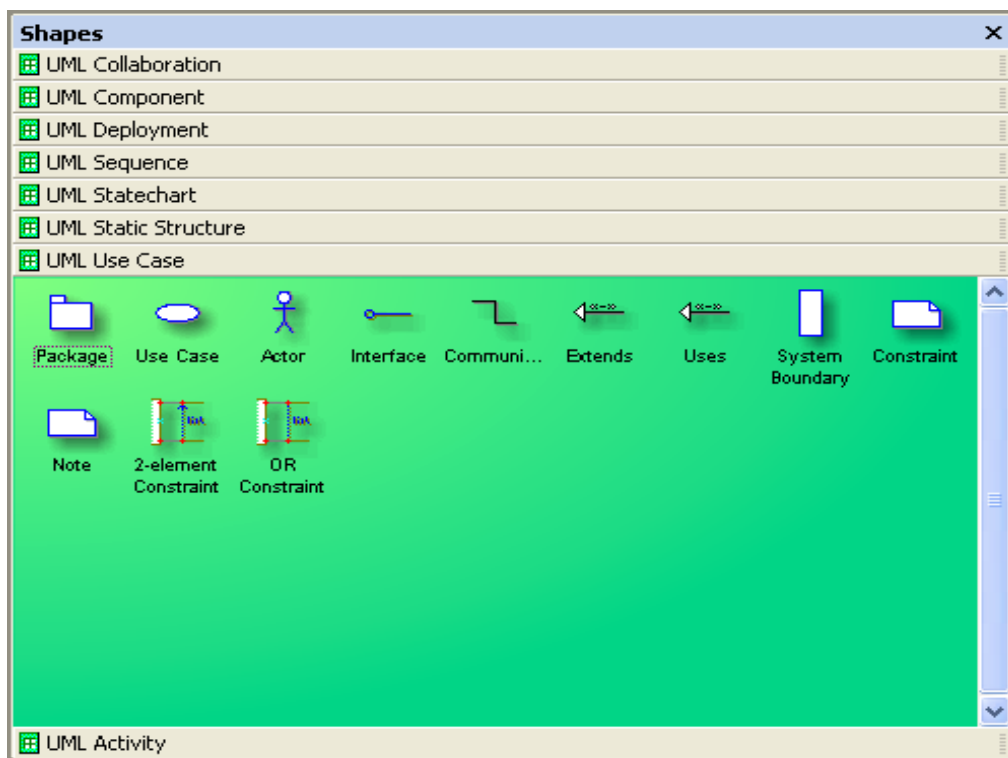 Shapes
UML Collaboration
UML Component
UML Deployment
UML Sequence
UML Statechart
UML Static Structure
UML Use Case
Package Use Case Actor Interface Communi... Extends Uses System Boundary Constraint
Note 2-element Constraint OR Constraint
UML Activity